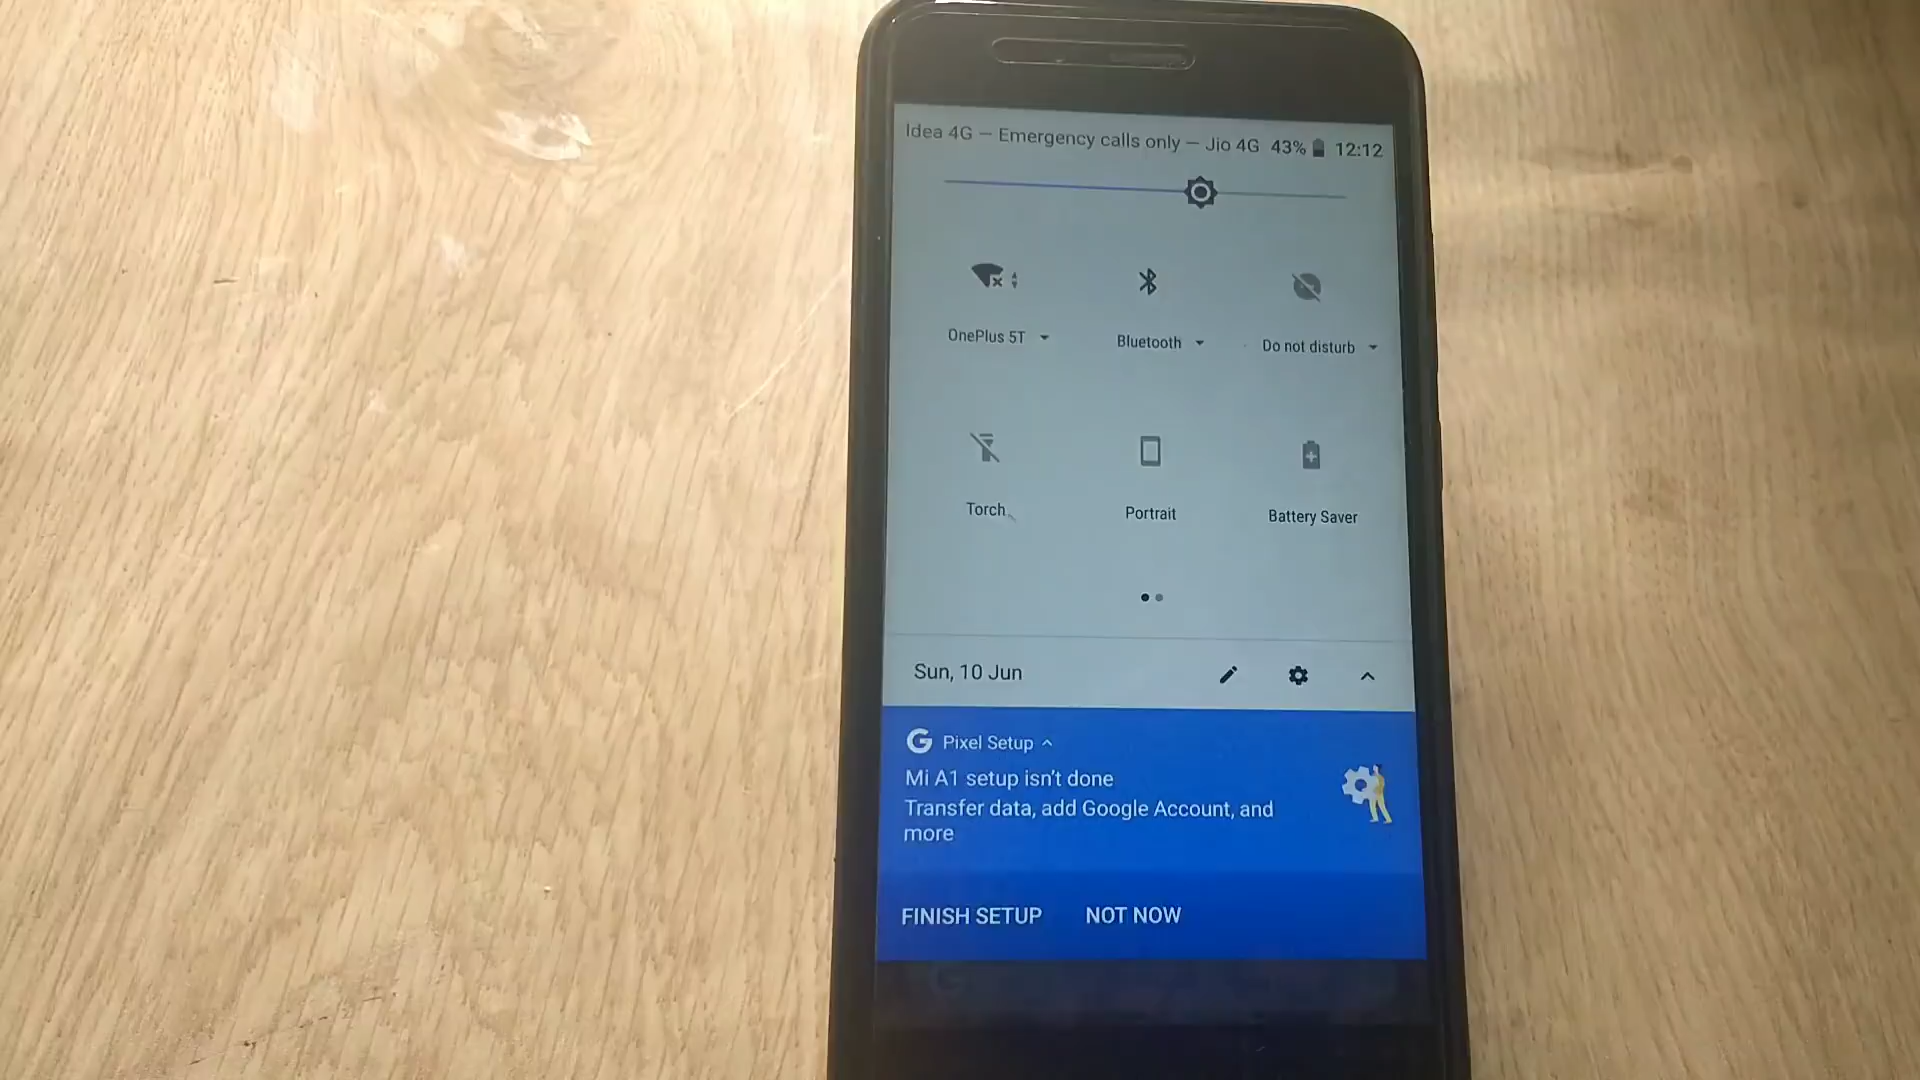 Idea 4G — Emergency calls only — Jio 4G 43% 12:12
OnePlus 5T Bluetooth Do not disturb
Torch Portrait Battery Saver
Sun, 10 Jun
G Pixel Setup
Mi A1 setup isn't done
Transfer data, add Google Account, and
more
FINISH SETUP NOT NOW